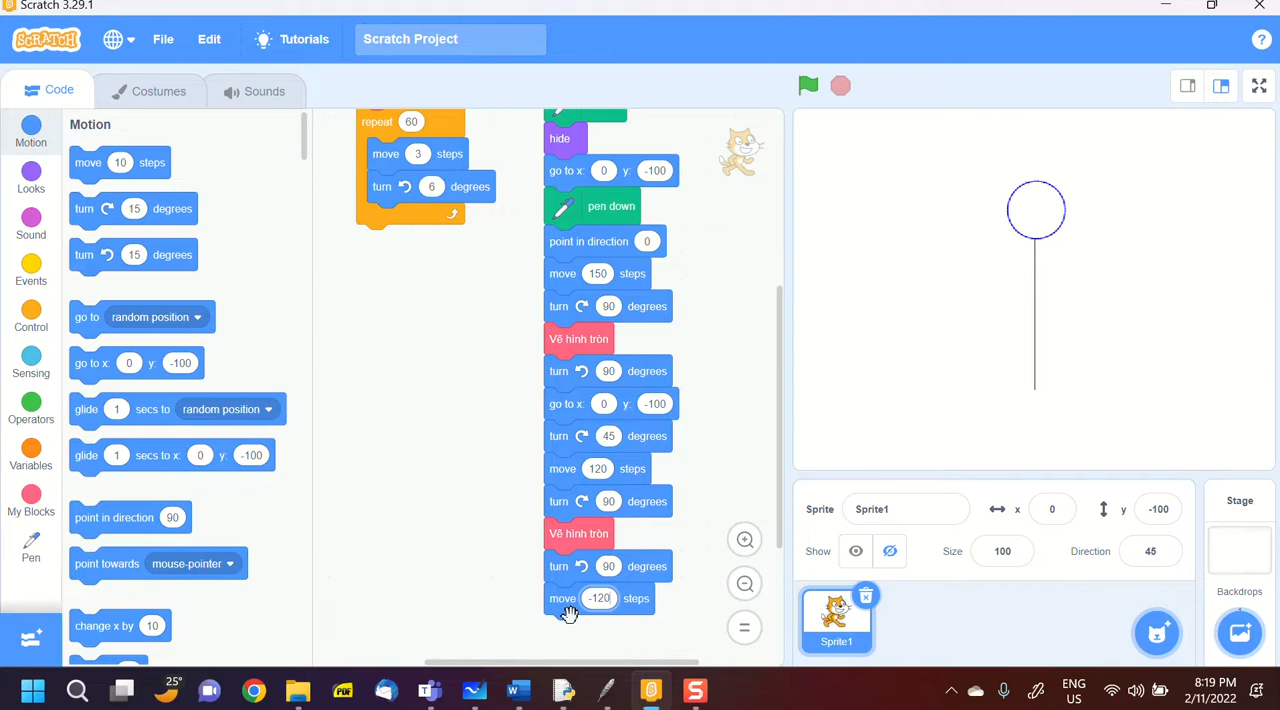 Scratch 3.29.1
SCRATCH File Edit Tutorials Scratch Project ?
Code Costumes Sounds
Motion
Looks
Sound
Events
Control
Sensing
Operators
Variables
My Blocks
Pen
Motion
move 10 steps
turn 15 degrees
turn 15 degrees
go to random position
go to x: 0 y: -100
glide 1 secs to random position
glide 1 secs to x: 0 y: -100
point in direction 90
point towards mouse-pointer
change x by 10
repeat 60
move 3 steps
turn 6 degrees
hide
go to x: 0 y: -100
pen down
point in direction 0
move 150 steps
turn 90 degrees
Vẽ hình tròn
turn 90 degrees
go to x: 0 y: -100
turn 45 degrees
move 120 steps
turn 90 degrees
Vẽ hình tròn
turn 90 degrees
move -120 steps
Sprite Sprite1 x 0 y -100
Show Size 100 Direction 45
Sprite1
Stage
Backdrops
25°
PDF
ENG
US
8:19 PM
2/11/2022